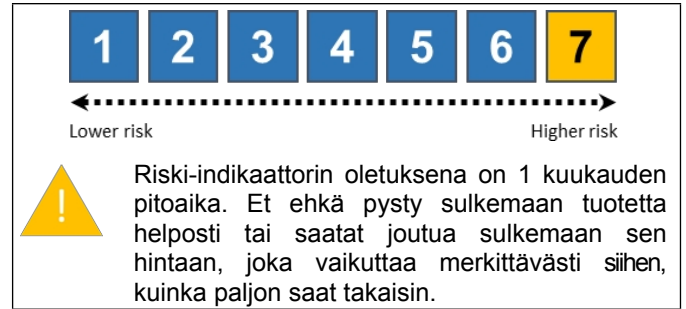 1 2 3 4 5 6 7
Lower risk Higher risk
!
Riski-indikaattorin oletuksena on 1 kuukauden
pitoaika. Et ehkä pysty sulkemaan tuotetta
helposti tai saatat joutua sulkemaan sen
hintaan, joka vaikuttaa merkittävästi siihen,
kuinka paljon saat takaisin.